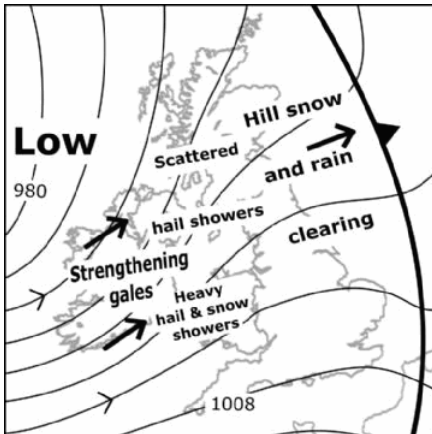 Hill snow
Low
Scattered
and rain
980
hail showers
clearing
Strengthening
gales
Heavy
hail & snow
showers
1008